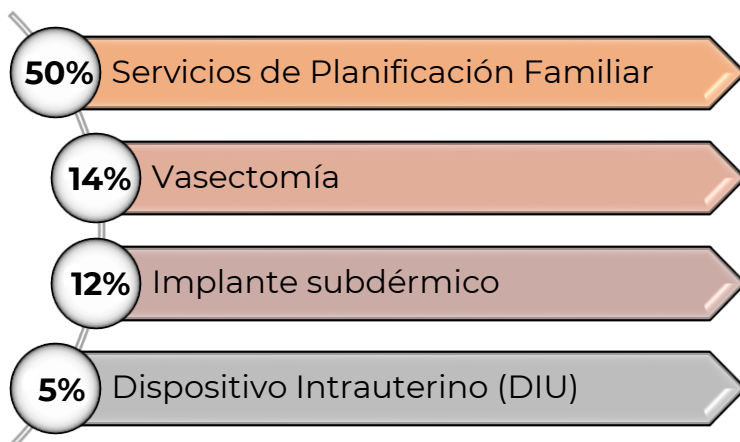 50% Servicios de Planificación Familiar
14% Vasectomía
12% Implante subdérmico
5% Dispositivo Intrauterino (DIU)